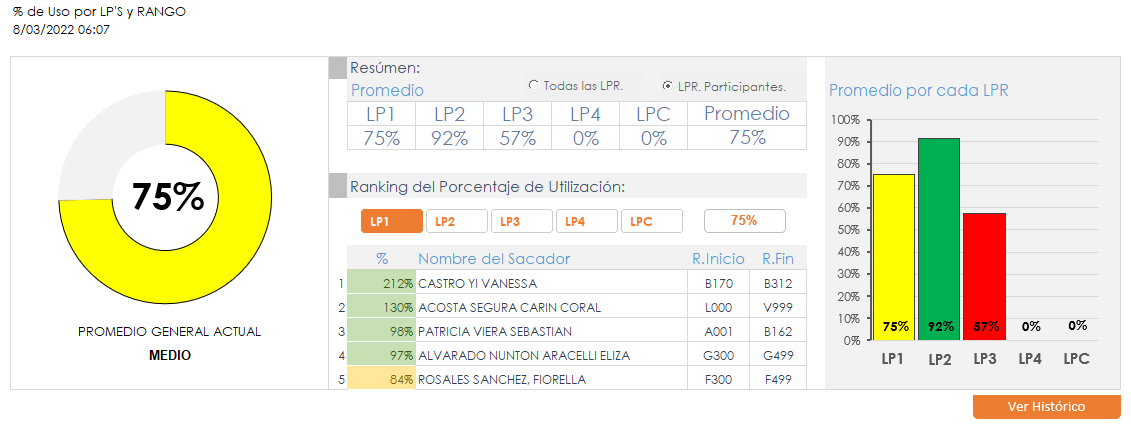 % de Uso por LP'S y RANGO
8/03/2022 06:07
75%
PROMEDIO GENERAL ACTUAL
MEDIO
Resúmen:
Promedio
Todas las LPR.
LPR. Participantes.
LP1 LP2 LP3 LP4 LPC Promedio
75% 92% 57% 0% 0% 75%
Ranking del Porcentaje de Utilización:
LP1 LP2 LP3 LP4 LPC 75%
% Nombre del Sacador R.Inicio R.Fin
1 212% CASTRO YI VANESSA B170 B312
2 130% ACOSTA SEGURA CARIN CORAL L000 V999
3 98% PATRICIA VIERA SEBASTIAN A001 B162
4 97% ALVARADO NUNTON ARACELLI ELIZA G300 G499
5 84% ROSALES SANCHEZ, FIORELLA F300 F499
Promedio por cada LPR
100%
90%
80%
70%
60%
50%
40%
30%
20%
10%
0%
75% 92% 57% 0% 0%
LP1 LP2 LP3 LP4 LPC
Ver Histórico